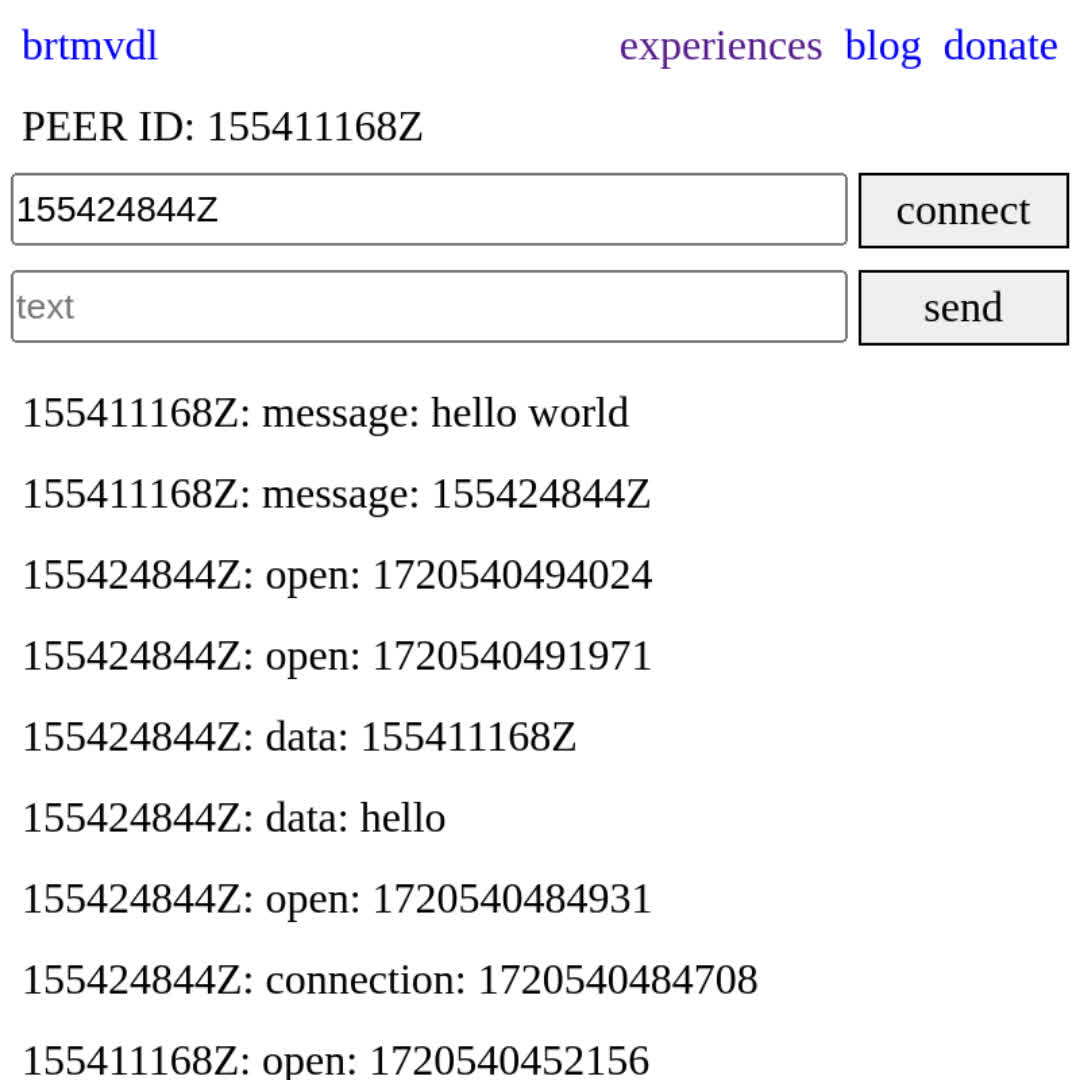 brtmvdl experiences blog donate
PEER ID: 155411168Z
155424844Z connect
text send
155411168Z: message: hello world
155411168Z: message: 155424844Z
155424844Z: open: 1720540494024
155424844Z: open: 1720540491971
155424844Z: data: 155411168Z
155424844Z: data: hello
155424844Z: open: 1720540484931
155424844Z: connection: 1720540484708
155411168Z: open: 1720540452156